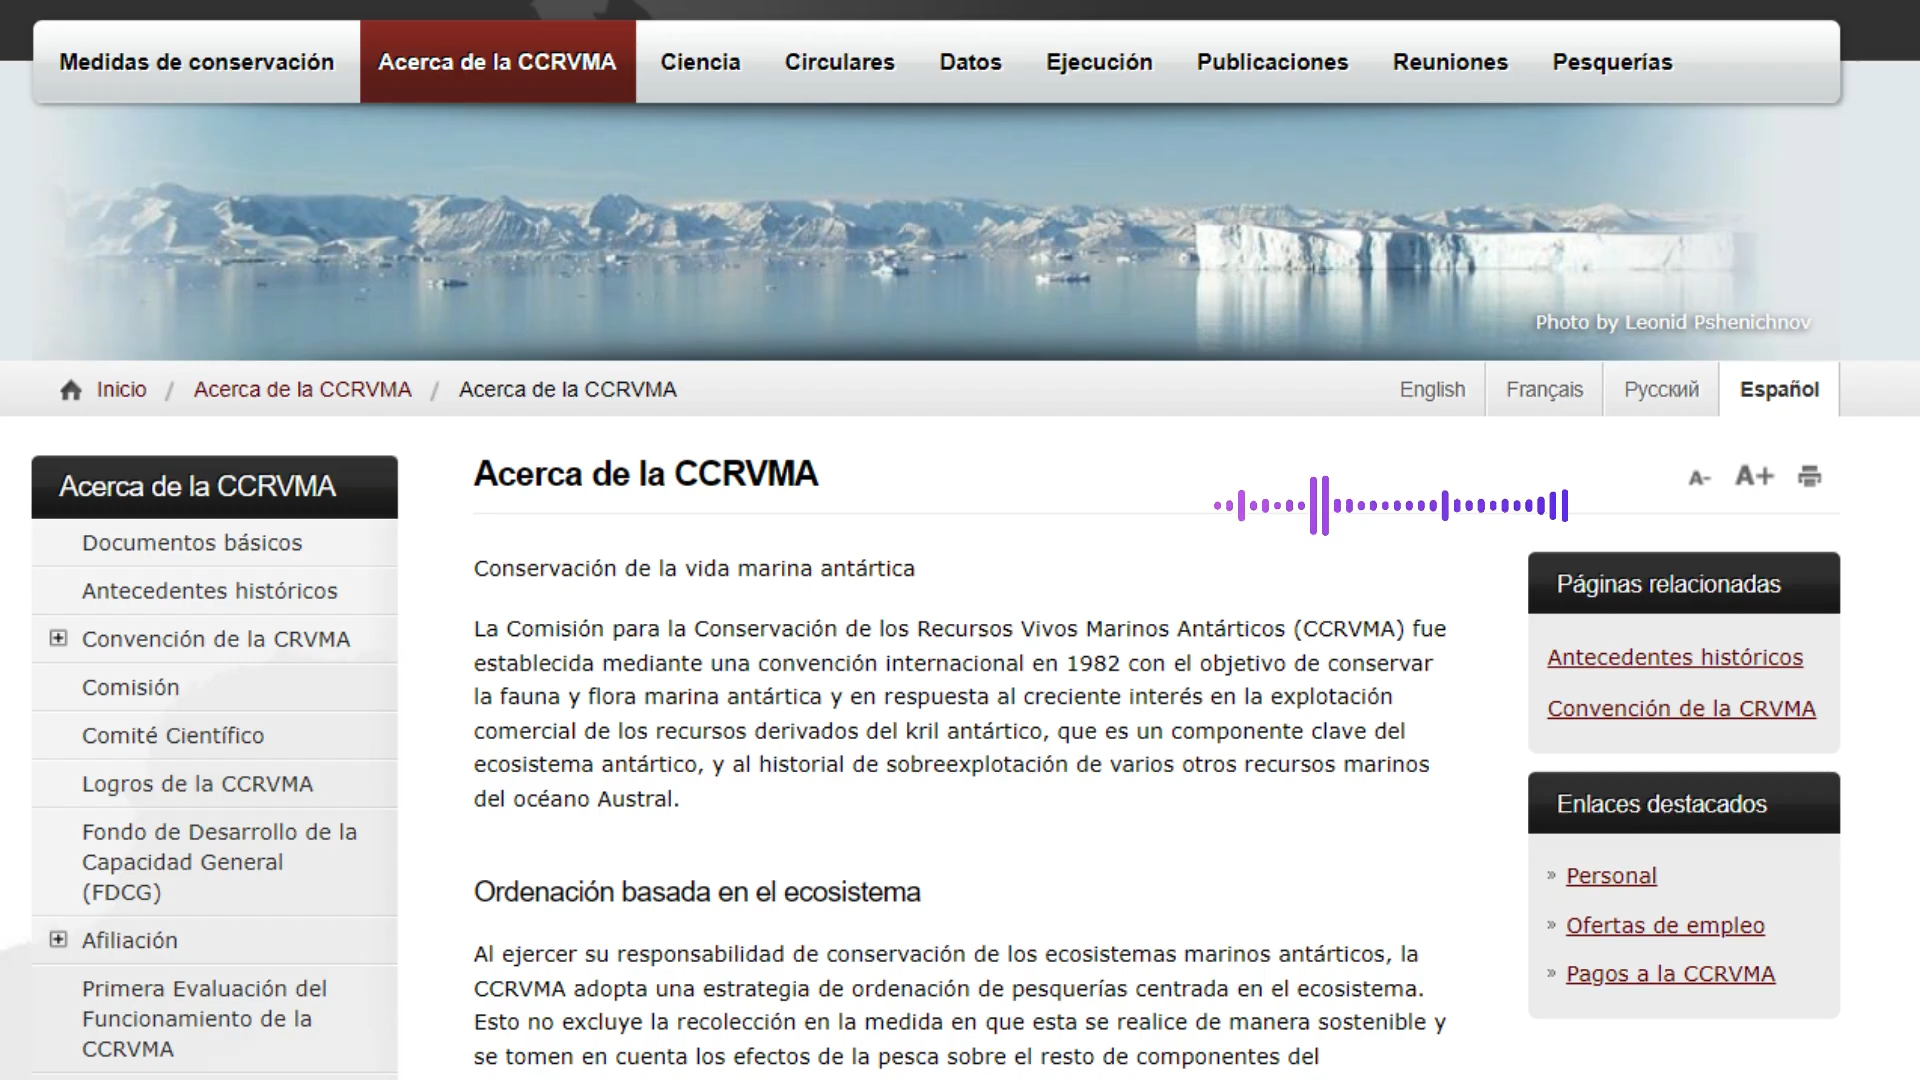 Medidas de conservación
Acerca de la CCRVMA
Ciencia
Circulares
Datos
Ejecución
Publicaciones
Reuniones
Pesquerías
Photo by Leonid Pshenichnov
Inicio / Acerca de la CCRVMA / Acerca de la CCRVMA
English
Français
Русский
Español
Acerca de la CCRVMA
Documentos básicos
Antecedentes históricos
Convención de la CRVMA
Comisión
Comité Científico
Logros de la CCRVMA
Fondo de Desarrollo de la
Capacidad General
(FDCG)
Afiliación
Primera Evaluación del
Funcionamiento de la
CCRVMA
Acerca de la CCRVMA
A-
A+
Conservación de la vida marina antártica
La Comisión para la Conservación de los Recursos Vivos Marinos Antárticos (CCRVMA) fue
establecida mediante una convención internacional en 1982 con el objetivo de conservar
la fauna y flora marina antártica y en respuesta al creciente interés en la explotación
comercial de los recursos derivados del kril antártico, que es un componente clave del
ecosistema antártico, y al historial de sobreexplotación de varios otros recursos marinos
del océano Austral.
Ordenación basada en el ecosistema
Al ejercer su responsabilidad de conservación de los ecosistemas marinos antárticos, la
CCRVMA adopta una estrategia de ordenación de pesquerías centrada en el ecosistema.
Esto no excluye la recolección en la medida en que esta se realice de manera sostenible y
se tomen en cuenta los efectos de la pesca sobre el resto de componentes del
Páginas relacionadas
Antecedentes históricos
Convención de la CRVMA
Enlaces destacados
» Personal
» Ofertas de empleo
» Pagos a la CCRVMA